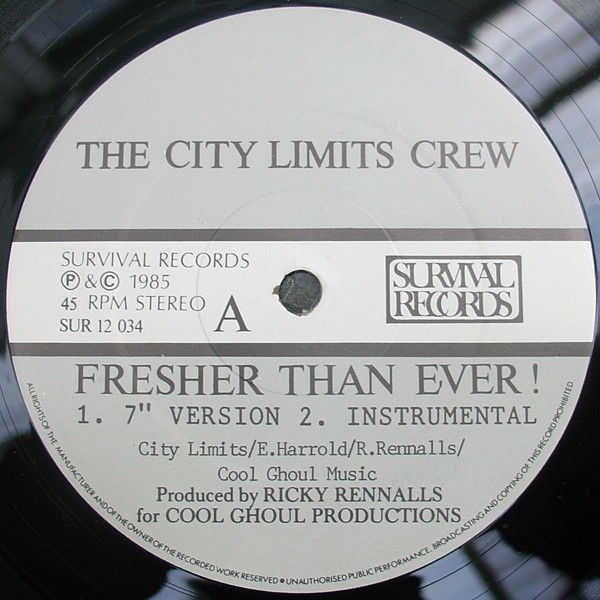 THE CITY LIMITS CREW
SURVIVAL RECORDS
Ⓟ & © 1985
45 RPM STEREO
SUR 12 034
A
SURVIVAL
RECORDS
FRESHER THAN EVER!
1. 7" VERSION 2. INSTRUMENTAL
City Limits/E.Harrold/R.Rennalls/
Cool Ghoul Music
Produced by RICKY RENNALLS
for COOL GHOUL PRODUCTIONS
ALL RIGHTS OF THE MANUFACTURER AND OF THE OWNER OF THE RECORDED WORK RESERVED ● UNAUTHORISED PUBLIC PERFORMANCE, BROADCASTING AND COPYING OF THIS RECORD PROHIBITED